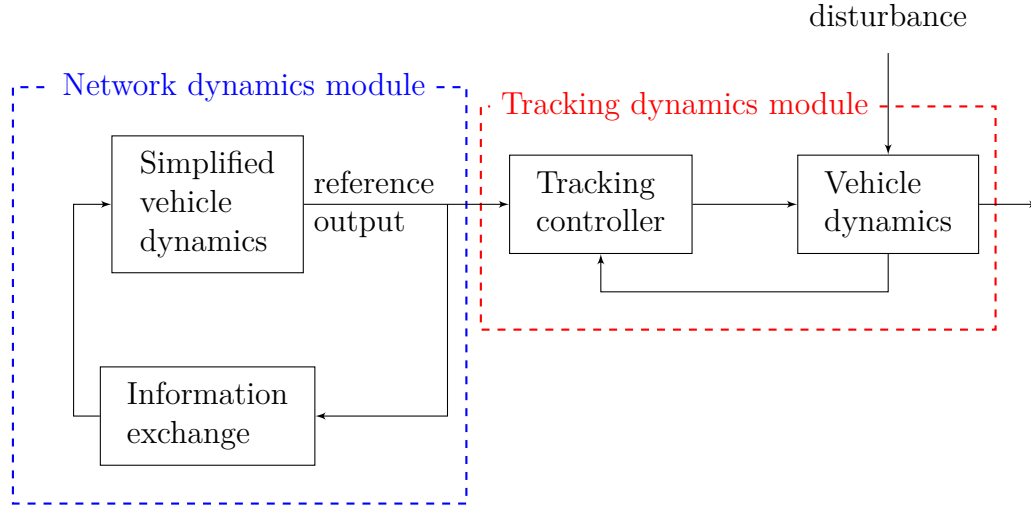 disturbance
Network dynamics module
Tracking dynamics module
Simplified
vehicle
dynamics
reference
output
Tracking
controller
Vehicle
dynamics
Information
exchange